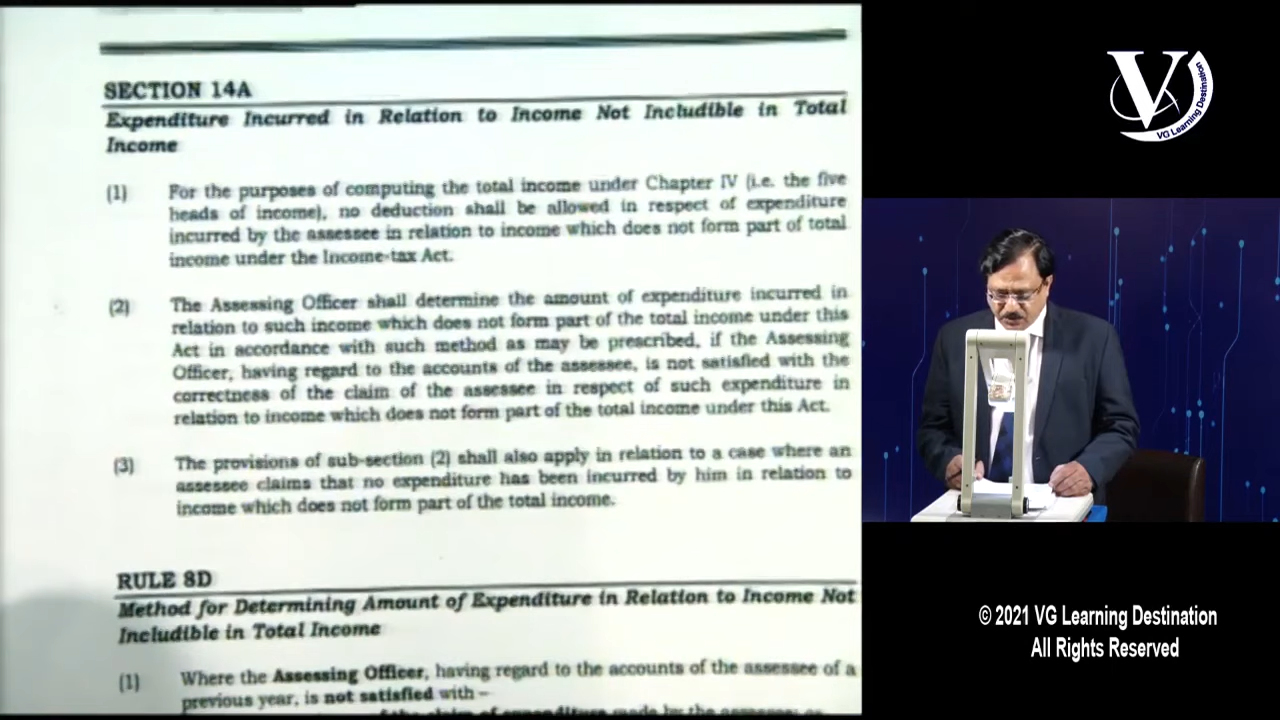 SECTION 14A
Expenditure Incurred in Relation to Income Not Includible in Total
Income
(1) For the purposes of computing the total income under Chapter IV (i.e. the five
heads of income), no deduction shall be allowed in respect of expenditure
incurred by the assessee in relation to income which does not form part of total
income under the Income-tax Act.
(2) The Assessing Officer shall determine the amount of expenditure incurred in
relation to such income which does not form part of the total income under this
Act in accordance with such method as may be prescribed, if the Assessing
Officer, having regard to the accounts of the assessee, is not satisfied with the
correctness of the claim of the assessee in respect of such expenditure in
relation to income which does not form part of the total income under this Act.
(3) The provisions of sub-section (2) shall also apply in relation to a case where an
assessee claims that no expenditure has been incurred by him in relation to
income which does not form part of the total income.
RULE 8D
Method for Determining Amount of Expenditure in Relation to Income Not
Includible in Total Income
(1) Where the Assessing Officer, having regard to the accounts of the assessee of a
previous year, is not satisfied with –
of the claim of expenditure made by the assessee; or
V
VG Learning Destination
© 2021 VG Learning Destination
All Rights Reserved